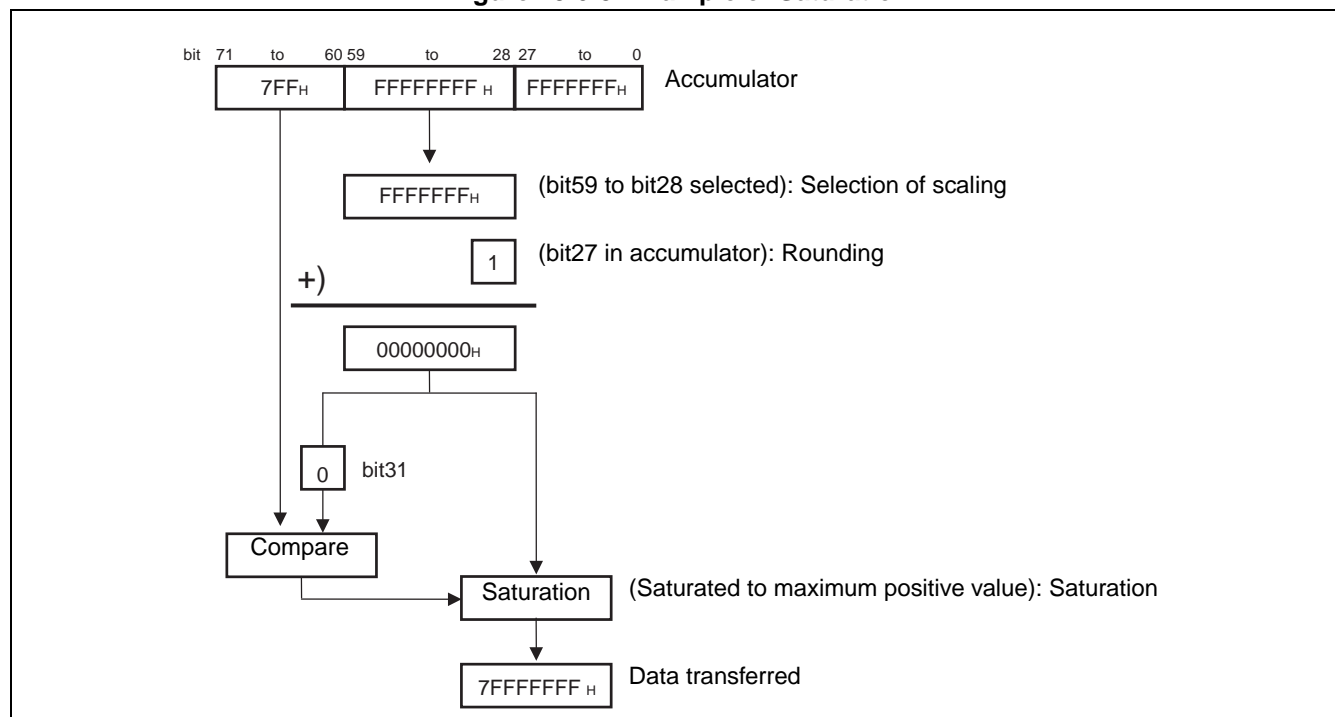 bit 71 to 60 59 to 28 27 to 0
7FFH FFFFFFFF H FFFFFFFH Accumulator
FFFFFFFH (bit59 to bit28 selected): Selection of scaling
1 (bit27 in accumulator): Rounding
+)
00000000H
0 bit31
Compare
Saturation (Saturated to maximum positive value): Saturation
7FFFFFFF H Data transferred